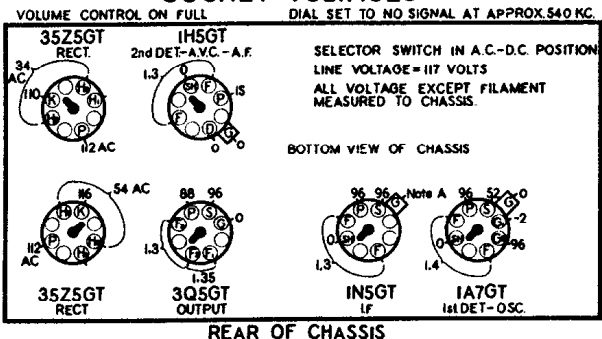 VOLUME CONTROL ON FULL
DIAL SET TO NO SIGNAL AT APPROX. 540 KC.
35Z5GT
RECT.
34
AC
110
K
P
112 AC
1H5GT
2nd DET-A.V.C.-A.F.
1.3
0
SH
F
P
15
F
D
G
0
0
SELECTOR SWITCH IN A.C.-D.C. POSITION
LINE VOLTAGE = 117 VOLTS
ALL VOLTAGE EXCEPT FILAMENT
MEASURED TO CHASSIS.
BOTTOM VIEW OF CHASSIS
116
54 AC
K
P
112
AC
35Z5GT
RECT
88
96
P
S
G
0
1.3
1.35
3Q5GT
OUTPUT
96
96
G
Note A
P
S
F
0
SH
F
1.3
1N5GT
I.F
96
52
G
0
P
F
-2
0
SH
96
F
1.4
1A7GT
1st DET-OSC.
REAR OF CHASSIS